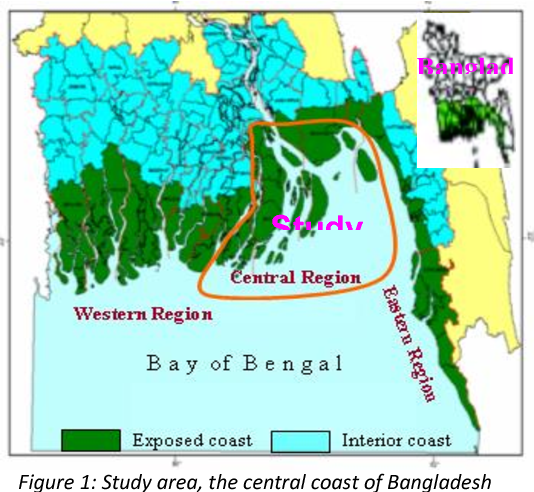 Banglad
Study
Central Region
Western Region
Eastern Region
Bay of Bengal
Exposed coast
Interior coast
Figure 1: Study area, the central coast of Bangladesh